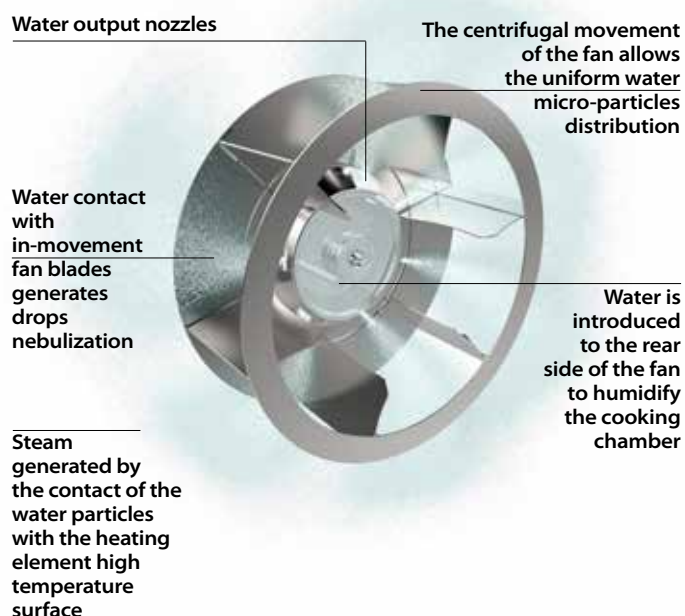 Water output nozzles
The centrifugal movement
of the fan allows
the uniform water
micro-particles
distribution
Water contact
with
in-movement
fan blades
generates
drops
nebulization
Water is
introduced
to the rear
side of the fan
to humidify
the cooking
chamber
Steam
generated by
the contact of the
water particles
with the heating
element high
temperature
surface